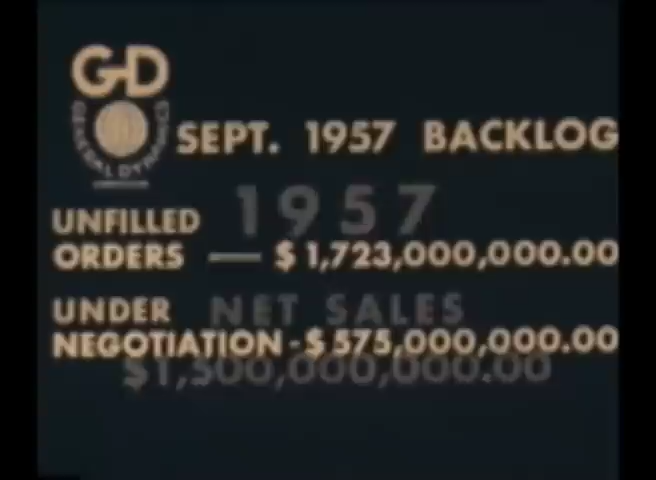 GD
GENERAL DYNAMICS
SEPT. 1957 BACKLOG
1957
UNFILLED
ORDERS — $1,723,000,000.00
UNDER
NET SALES
NEGOTIATION - $575,000,000.00
$1,500,000,000.00